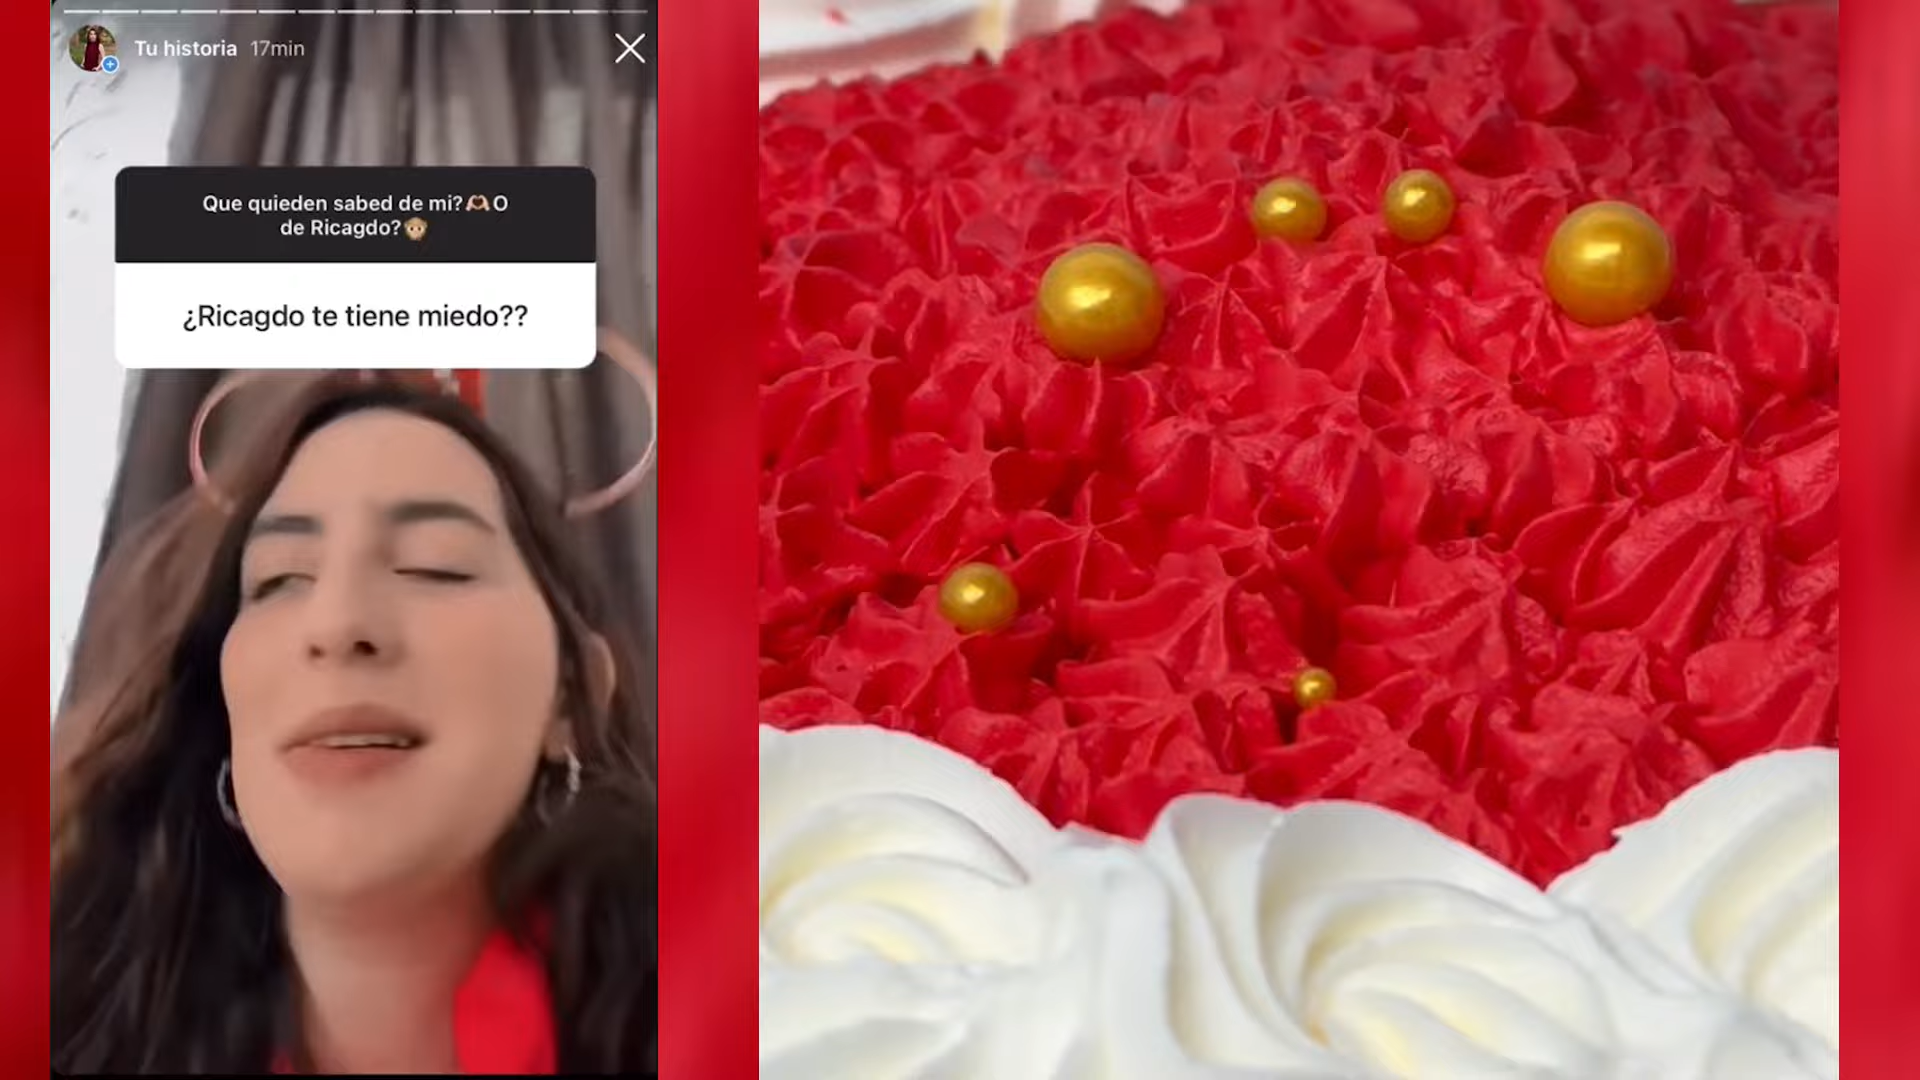 Tu historia 17min
Que quieden sabed de mi?🫶🏽O
de Ricagdo?🐵
¿Ricagdo te tiene miedo??